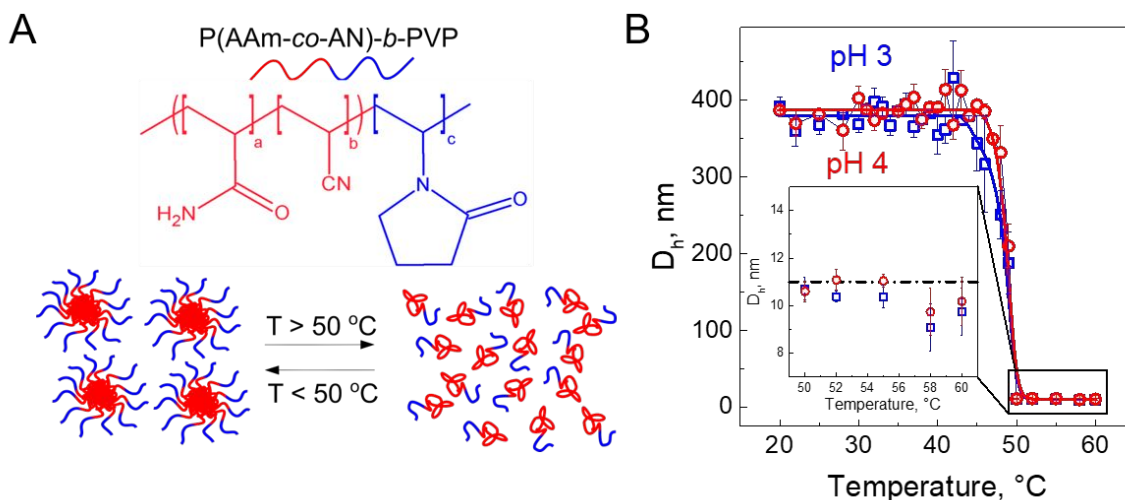 A
P(AAm-co-AN)-b-PVP
a
b
c
CN
N
O
H₂N
O
T > 50 °C
T < 50 °C
B
Dh, nm
400
300
200
100
0
pH 3
pH 4
Dh, nm
14
12
10
8
50 52 54 56 58 60
Temperature, °C
20 30 40 50 60
Temperature, °C